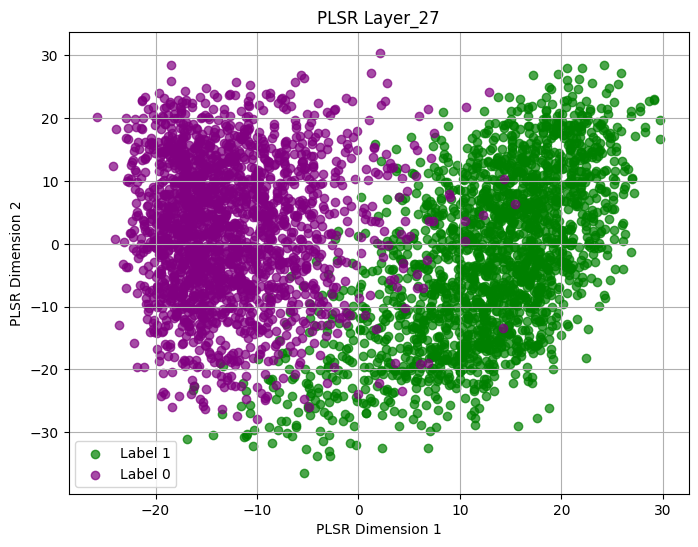 PLSR Layer_27
PLSR Dimension 2
30
20
10
0
−10
−20
−30
Label 1
Label 0
−20
−10
0
10
20
30
PLSR Dimension 1